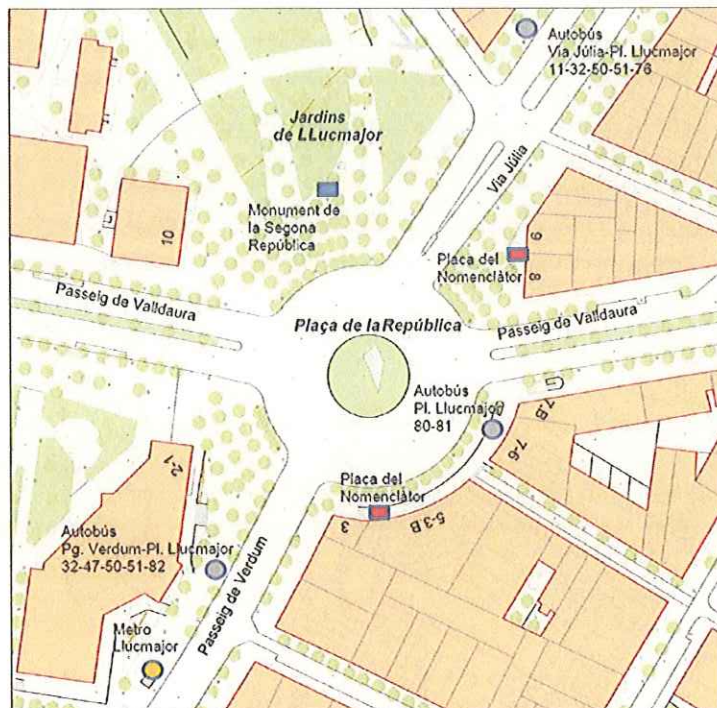 Autobús
Via Júlia-Pl. Llucmajor
11-32-50-51-76
Jardins
de LLucmajor
Via Júlia
Monument de
la Segona
República
10
Placa del
Nomenclàtor
9
8
Passeig de Valldaura
Plaça de la República
Passeig de Valldaura
Autobús
Pl. Llucmajor
80-81
7.B
7-6
2-1
Placa del
Nomenclàtor
3
5-3.B
Autobús
Pg. Verdum-Pl. Llucmajor
32-47-50-51-82
Passeig de Verdum
Metro
Llucmajor